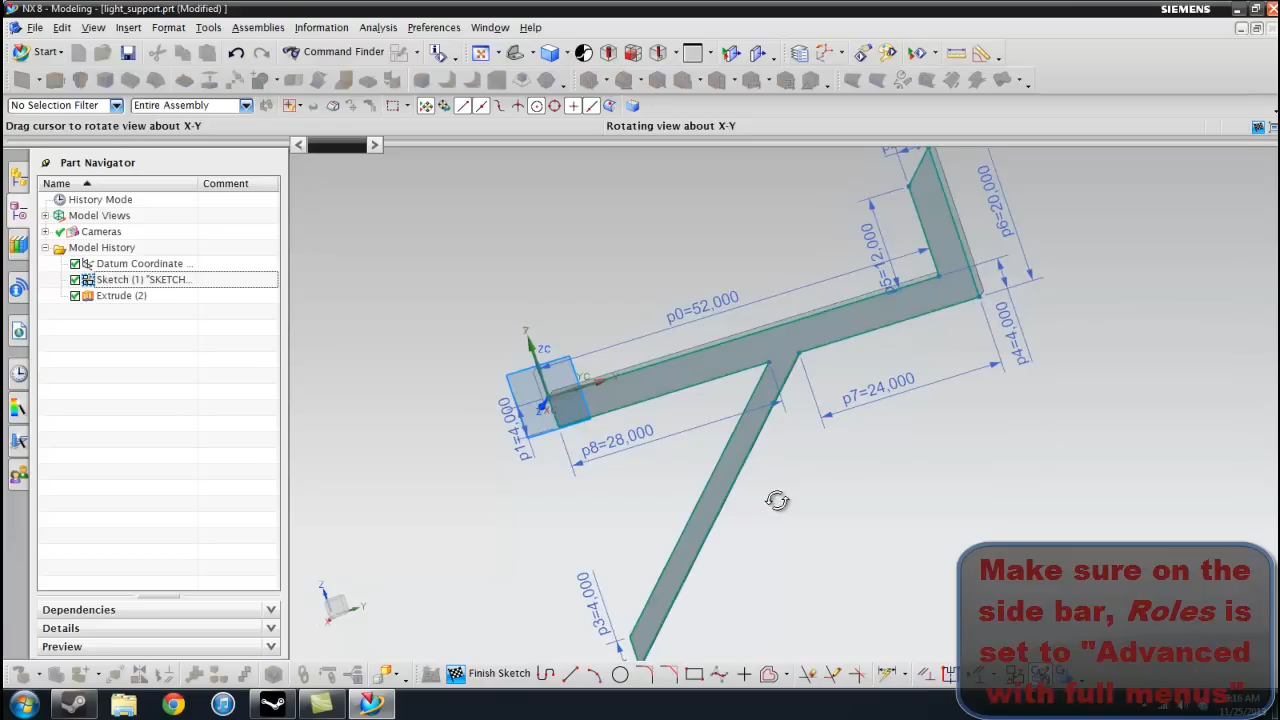 NX 8 - Modeling - [light_support.prt (Modified) ]
SIEMENS
File Edit View Insert Format Tools Assemblies Information Analysis Preferences Window Help
Start Command Finder
No Selection Filter Entire Assembly
Drag cursor to rotate view about X-Y
Rotating view about X-Y
Part Navigator
Name Comment
History Mode
Model Views
Cameras
Model History
Datum Coordinate ...
Sketch (1) "SKETCH...
Extrude (2)
p6=20,000
p5=12,000
p0=52,000
p4=4,000
ZC
YC
p7=24,000
p1=4,000
p8=28,000
p3=4,000
Z
Y
X
Dependencies
Details
Preview
Finish Sketch
Make sure on the
side bar, Roles is
set to "Advanced
with full menus"